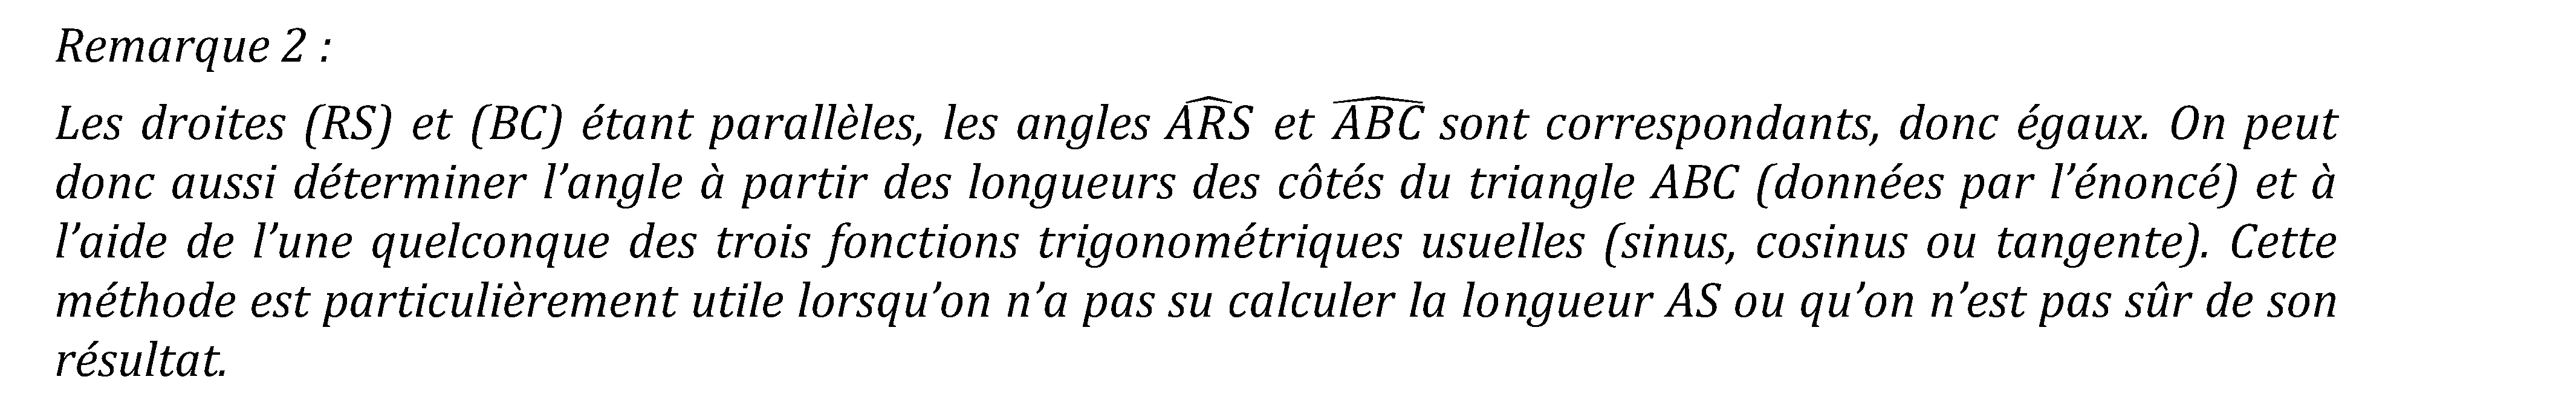 Remarque 2 :
Les droites (RS) et (BC) étant parallèles, les angles \widehat{ARS} et \widehat{ABC} sont correspondants, donc égaux. On peut
donc aussi déterminer l’angle à partir des longueurs des côtés du triangle ABC (données par l’énoncé) et à
l’aide de l’une quelconque des trois fonctions trigonométriques usuelles (sinus, cosinus ou tangente). Cette
méthode est particulièrement utile lorsqu’on n’a pas su calculer la longueur AS ou qu’on n’est pas sûr de son
résultat.